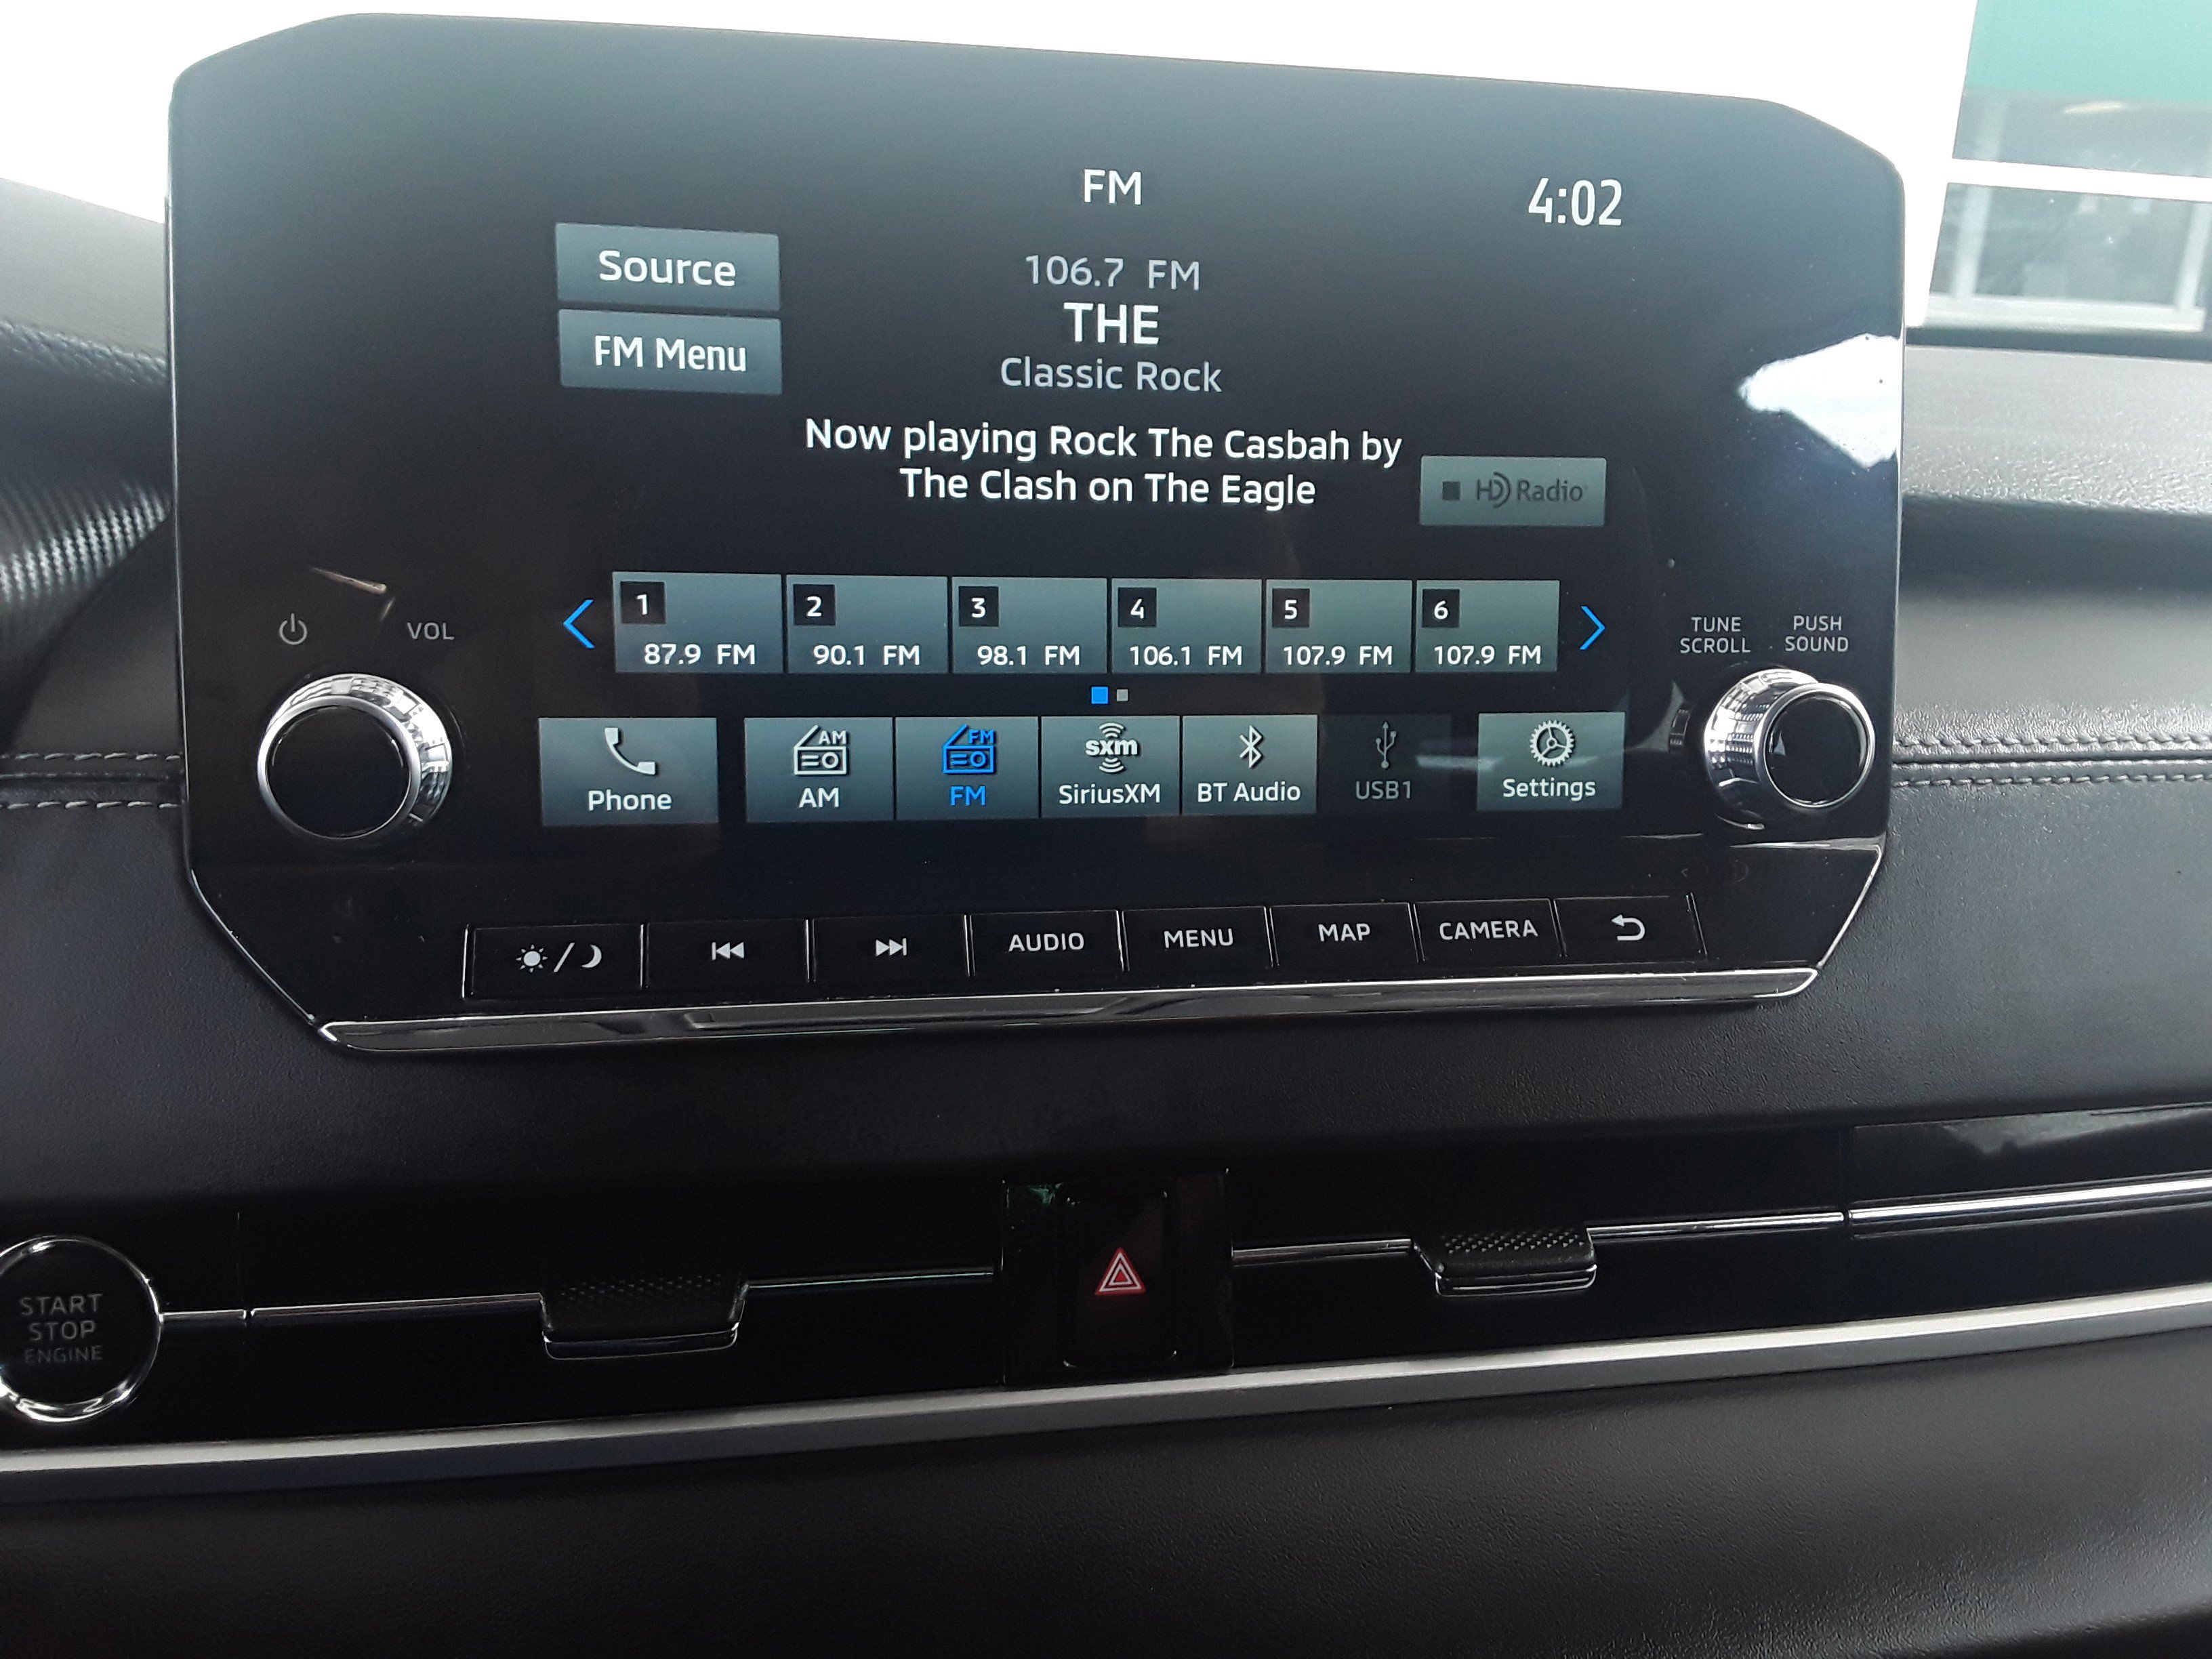 FM
4:02
Source
106.7 FM
THE
FM Menu
Classic Rock
Now playing Rock The Casbah by
The Clash on The Eagle
HD Radio
VOL
TUNE
SCROLL
PUSH
SOUND
1
87.9 FM
2
90.1 FM
3
98.1 FM
4
106.1 FM
5
107.9 FM
6
107.9 FM
Phone
AM
AM
FM
FM
sxm
SiriusXM
BT Audio
USB1
Settings
AUDIO
MENU
MAP
CAMERA
START
STOP
ENGINE